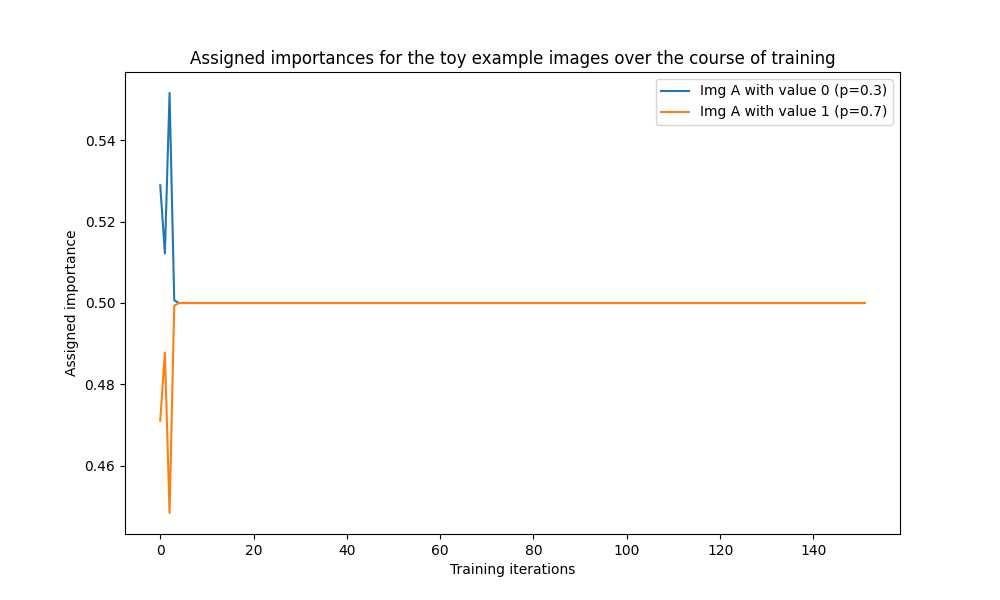 Assigned importances for the toy example images over the course of training
Img A with value 0 (p=0.3)
Img A with value 1 (p=0.7)
Assigned importance
0.54
0.52
0.50
0.48
0.46
0 20 40 60 80 100 120 140
Training iterations